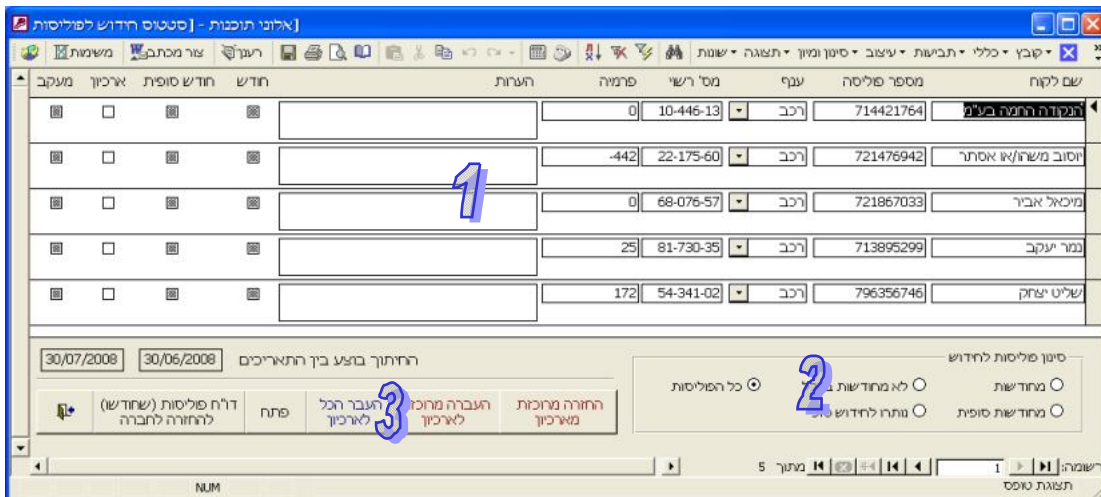 [אלוני תוכנות - [סטטוס חידוש לפוליסות
קובץ כללי תביעות עיצוב סינון ומיון תצוגה שונות רענן צור מכתב משימות
שם לקוח מספר פוליסה ענף מס' רשוי פרמיה הערות חודש חודש סופית ארכיון מעקב
הנקודה החמה בע"מ 714421764 רכב 10-446-13 0
יוסוב משהו/או אסתר 721476942 רכב 22-175-60 -442
1
מיכאל אביר 721867033 רכב 68-076-57 0
נמר יעקב 713895299 רכב 81-730-35 25
שליט יצחק 796356746 רכב 54-341-02 172
סינון פוליסות לחידוש
החיתוך בוצע בין התאריכים 30/06/2008 30/07/2008
מחודשות לא מחודשות כל הפוליסות
2
מחודשות סופית נותרו לחידוש
החזרה מרוכזת מארכיון
העברה מרוכזת לארכיון
העבר הכל לארכיון
3
פתח
דו"ח פוליסות (שחודשו) להחזרה לחברה
רשומה: 1 מתוך 5
תצוגת טופס NUM